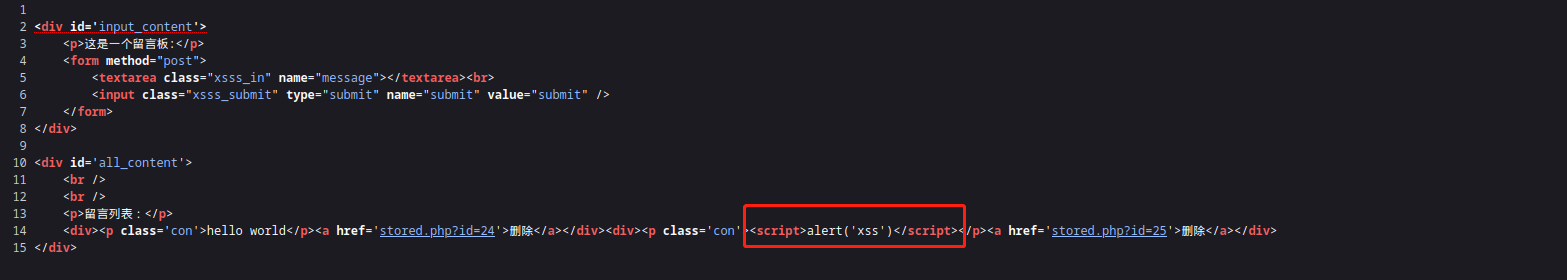 1
2 <div id='input_content'>
3 <p>这是一个留言板:</p>
4 <form method="post">
5 <textarea class="xsss_in" name="message"></textarea><br>
6 <input class="xsss_submit" type="submit" name="submit" value="submit" />
7 </form>
8 </div>
9
10 <div id='all_content'>
11 <br />
12 <br />
13 <p>留言列表：</p>
14 <div><p class='con'>hello world</p><a href='stored.php?id=24'>删除</a></div><div><p class='con'><script>alert('xss')</script></p><a href='stored.php?id=25'>删除</a></div>
15 </div>